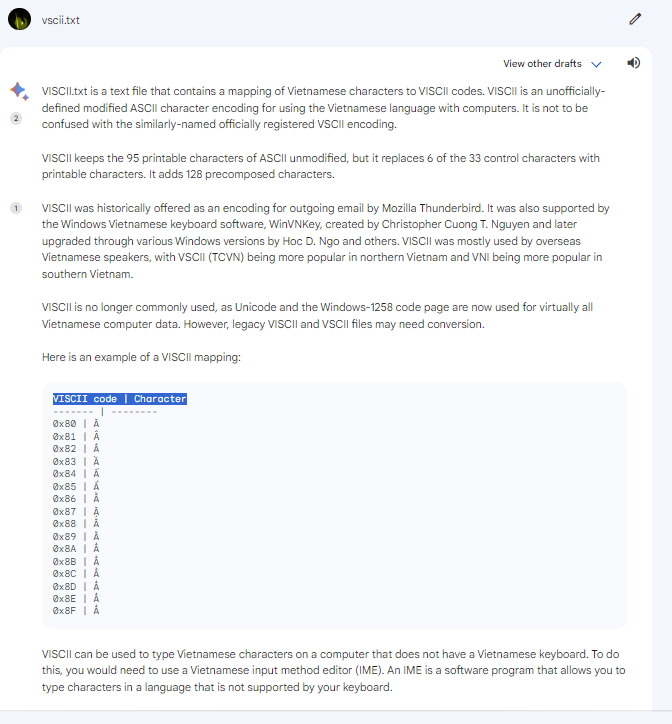 vscii.txt
View other drafts
VISCII.txt is a text file that contains a mapping of Vietnamese characters to VISCII codes. VISCII is an unofficially-
2
defined modified ASCII character encoding for using the Vietnamese language with computers. It is not to be
confused with the similarly-named officially registered VSCII encoding.
VISCII keeps the 95 printable characters of ASCII unmodified, but it replaces 6 of the 33 control characters with
printable characters. It adds 128 precomposed characters.
1
VISCII was historically offered as an encoding for outgoing email by Mozilla Thunderbird. It was also supported by
the Windows Vietnamese keyboard software, WinVNKey, created by Christopher Cuong T. Nguyen and later
upgraded through various Windows versions by Hoc D. Ngo and others. VISCII was mostly used by overseas
Vietnamese speakers, with VSCII (TCVN) being more popular in northern Vietnam and VNI being more popular in
southern Vietnam.
VISCII is no longer commonly used, as Unicode and the Windows-1258 code page are now used for virtually all
Vietnamese computer data. However, legacy VISCII and VSCII files may need conversion.
Here is an example of a VISCII mapping:
VISCII code | Character
------- | --------
0x80 |
0x81 |
0x82 |
0x83 |
0x84 |
0x85 |
0x86 |
0x87 |
0x88 |
0x89 |
0x8A |
0x8B |
0x8C |
0x8D |
0x8E |
0x8F |
VISCII can be used to type Vietnamese characters on a computer that does not have a Vietnamese keyboard. To do
this, you would need to use a Vietnamese input method editor (IME). An IME is a software program that allows you to
type characters in a language that is not supported by your keyboard.